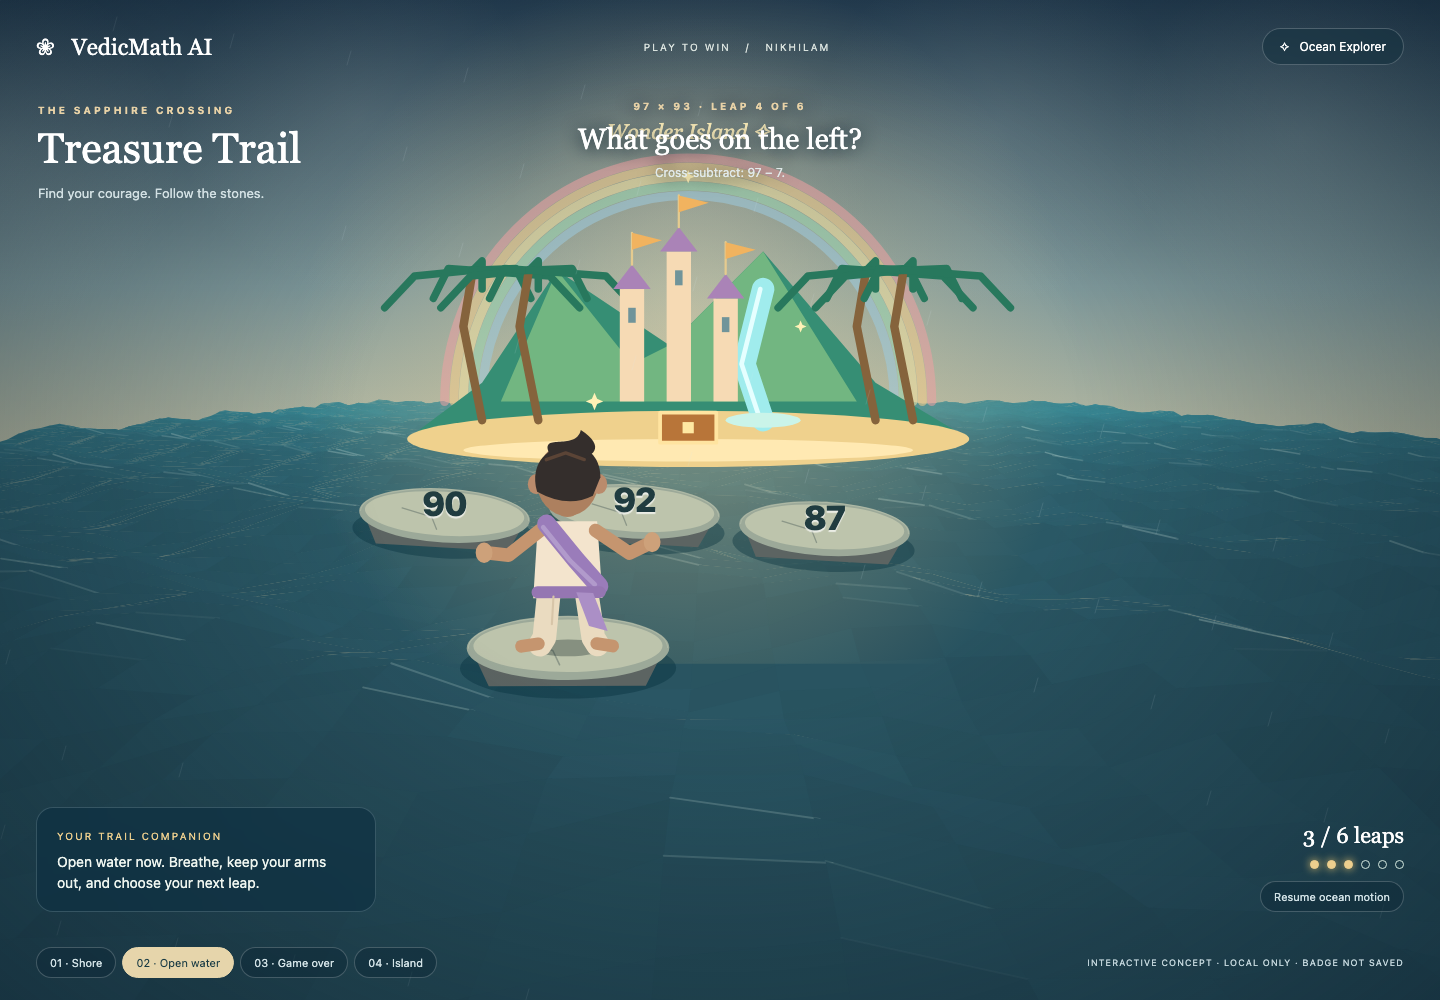 ❀ VedicMath AI
PLAY TO WIN / NIKHILAM
✧ Ocean Explorer
THE SAPPHIRE CROSSING
Treasure Trail
Find your courage. Follow the stones.
97 × 93 · LEAP 4 OF 6
Wonder Island ✧
What goes on the left?
Cross-subtract: 97 − 7.
90
92
87
YOUR TRAIL COMPANION
Open water now. Breathe, keep your arms
out, and choose your next leap.
3 / 6 leaps
Resume ocean motion
01 · Shore
02 · Open water
03 · Game over
04 · Island
INTERACTIVE CONCEPT · LOCAL ONLY · BADGE NOT SAVED